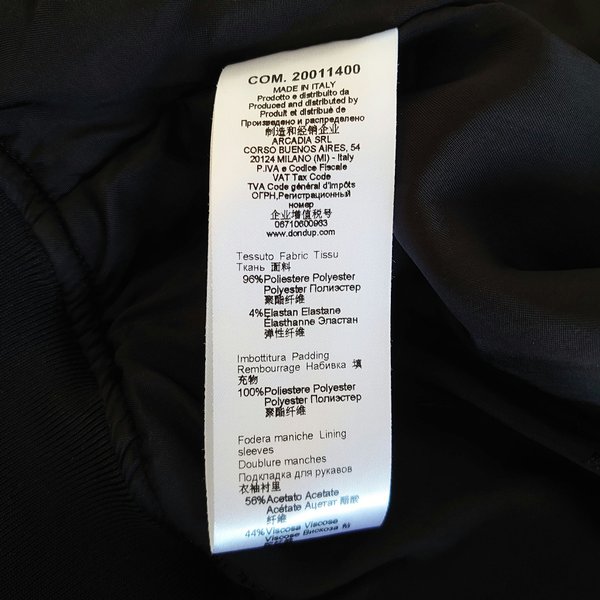 COM. 20011400
MADE IN ITALY
Prodotto e distribuito da
Produced and distributed by
Produit et distribué de
Произведено и распределено
制造和经销企业
ARCADIA SRL
CORSO BUENOS AIRES, 54
20124 MILANO (MI) - Italy
P.IVA e Codice Fiscale
VAT Tax Code
TVA Code général d'impôts
ОГРН,Регистрационный
номер
企业增值税号
06710600963
www.dondup.com
Tessuto Fabric Tissu
Ткань 面料
96%Poliestere Polyester
Polyester Полиэстер
聚酯纤维
4%Elastan Elastane
Elasthanne Эластан
弹性纤维
Imbottitura Padding
Rembourrage Набивка 填
充物
100%Poliestere Polyester
Polyester Полиэстер
聚酯纤维
Fodera maniche Lining
sleeves
Doublure manches
Подкладка для рукавов
衣袖衬里
56%Acetato Acetate
Acétate Ацетат 醋酸
纤维
44%Viscosa Viscose
Viscose Вискоза